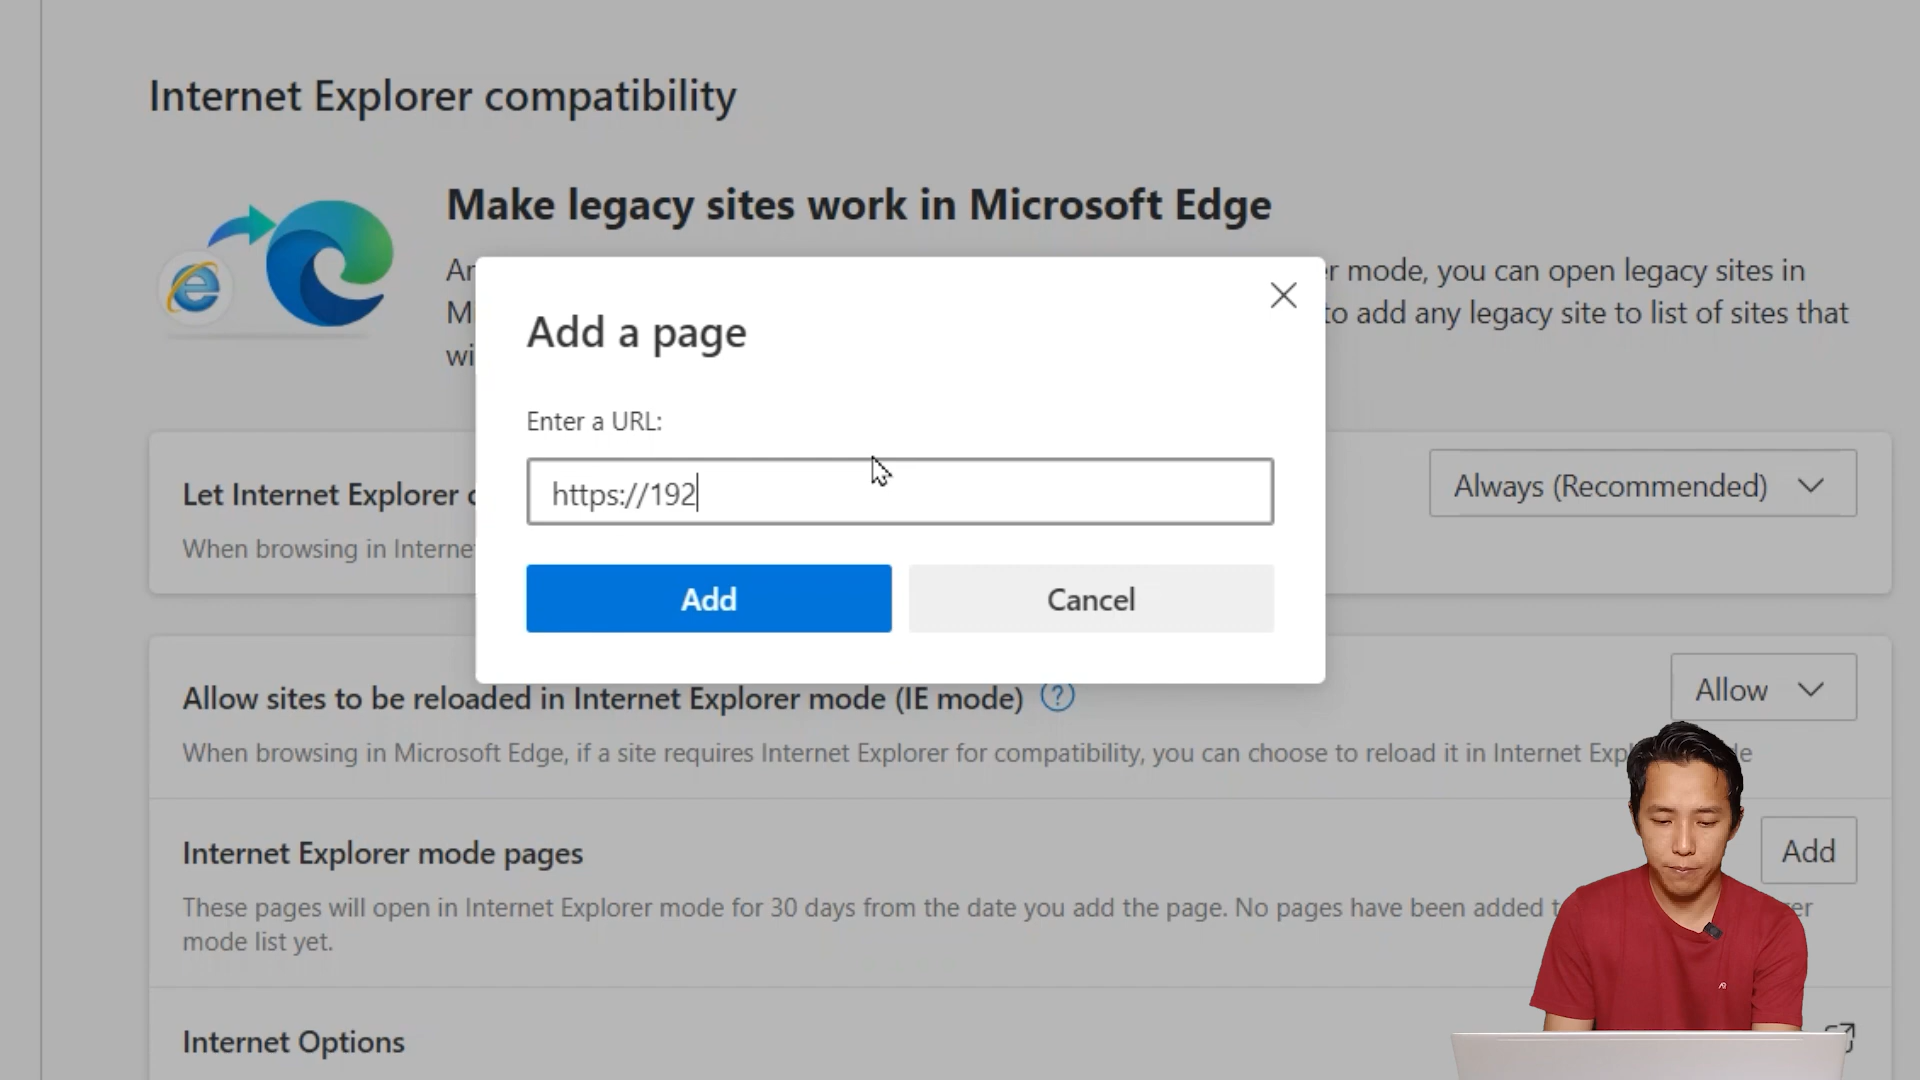 Internet Explorer compatibility
Make legacy sites work in Microsoft Edge
r mode, you can open legacy sites in
to add any legacy site to list of sites that
wi
Add a page
Enter a URL:
https://192
Add
Cancel
Let Internet Explorer
Always (Recommended)
When browsing in Interne
Allow sites to be reloaded in Internet Explorer mode (IE mode)
Allow
When browsing in Microsoft Edge, if a site requires Internet Explorer for compatibility, you can choose to reload it in Internet Exp
Internet Explorer mode pages
Add
These pages will open in Internet Explorer mode for 30 days from the date you add the page. No pages have been added t er
mode list yet.
Internet Options